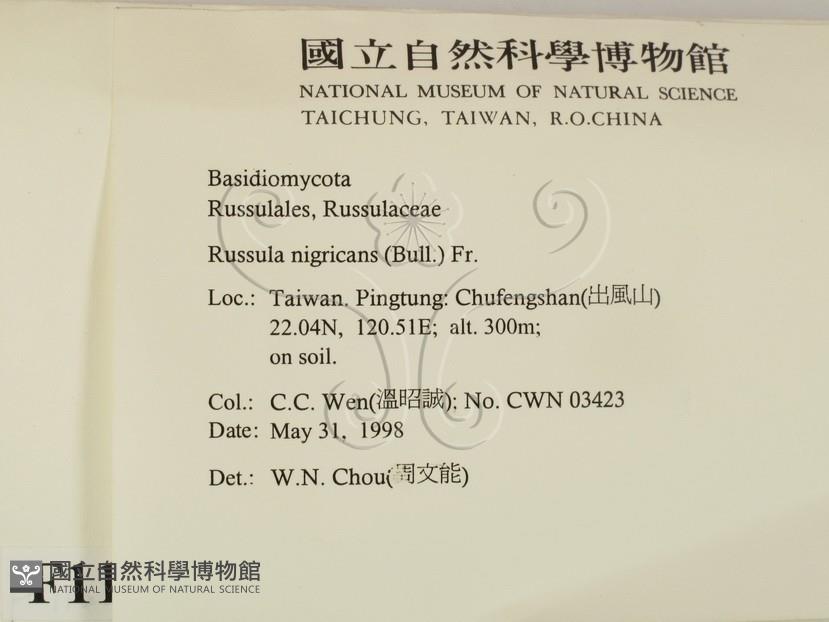 國立自然科學博物館
NATIONAL MUSEUM OF NATURAL SCIENCE
TAICHUNG, TAIWAN, R.O.CHINA
Basidiomycota
Russulales, Russulaceae
Russula nigricans (Bull.) Fr.
Loc.: Taiwan. Pingtung: Chufengshan(出風山)
22.04N, 120.51E; alt. 300m;
on soil.
Col.: C.C. Wen(溫昭誠); No. CWN 03423
Date: May 31, 1998
Det.: W.N. Chou(周文能)
國立自然科學博物館
NATIONAL MUSEUM OF NATURAL SCIENCE